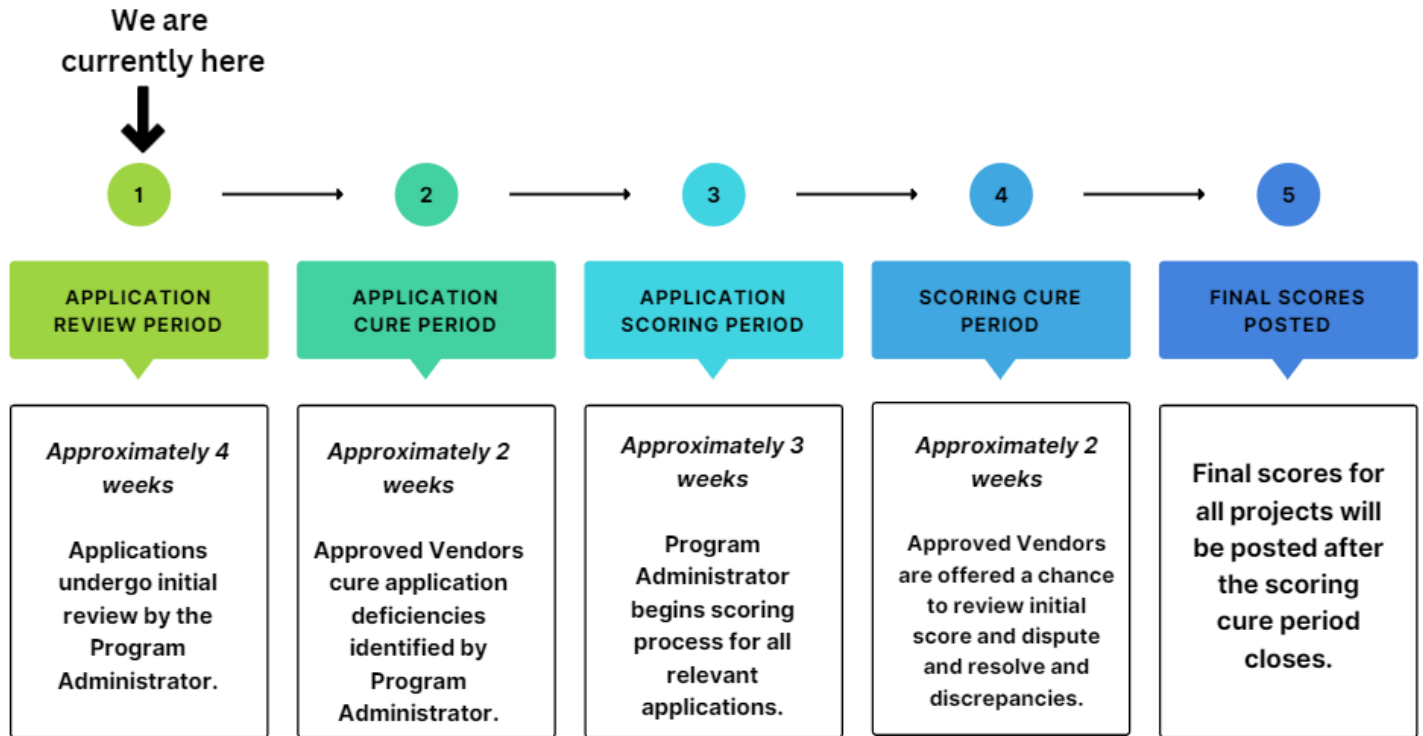 We are
currently here
1
2
3
4
5
APPLICATION
REVIEW PERIOD
APPLICATION
CURE PERIOD
APPLICATION
SCORING PERIOD
SCORING CURE
PERIOD
FINAL SCORES
POSTED
Approximately 4
weeks
Applications
undergo initial
review by the
Program
Administrator.
Approximately 2
weeks
Approved Vendors
cure application
deficiencies
identified by
Program
Administrator.
Approximately 3
weeks
Program
Administrator
begins scoring
process for all
relevant
applications.
Approximately 2
weeks
Approved Vendors
are offered a chance
to review initial
score and dispute
and resolve and
discrepancies.
Final scores for
all projects will
be posted after
the scoring
cure period
closes.